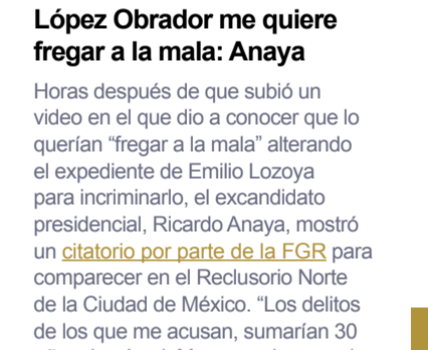 López Obrador me quiere
fregar a la mala: Anaya
Horas después de que subió un
video en el que dio a conocer que lo
querían “fregar a la mala” alterando
el expediente de Emilio Lozoya
para incriminarlo, el excandidato
presidencial, Ricardo Anaya, mostró
un citatorio por parte de la FGR para
comparecer en el Reclusorio Norte
de la Ciudad de México. “Los delitos
de los que me acusan, sumarían 30